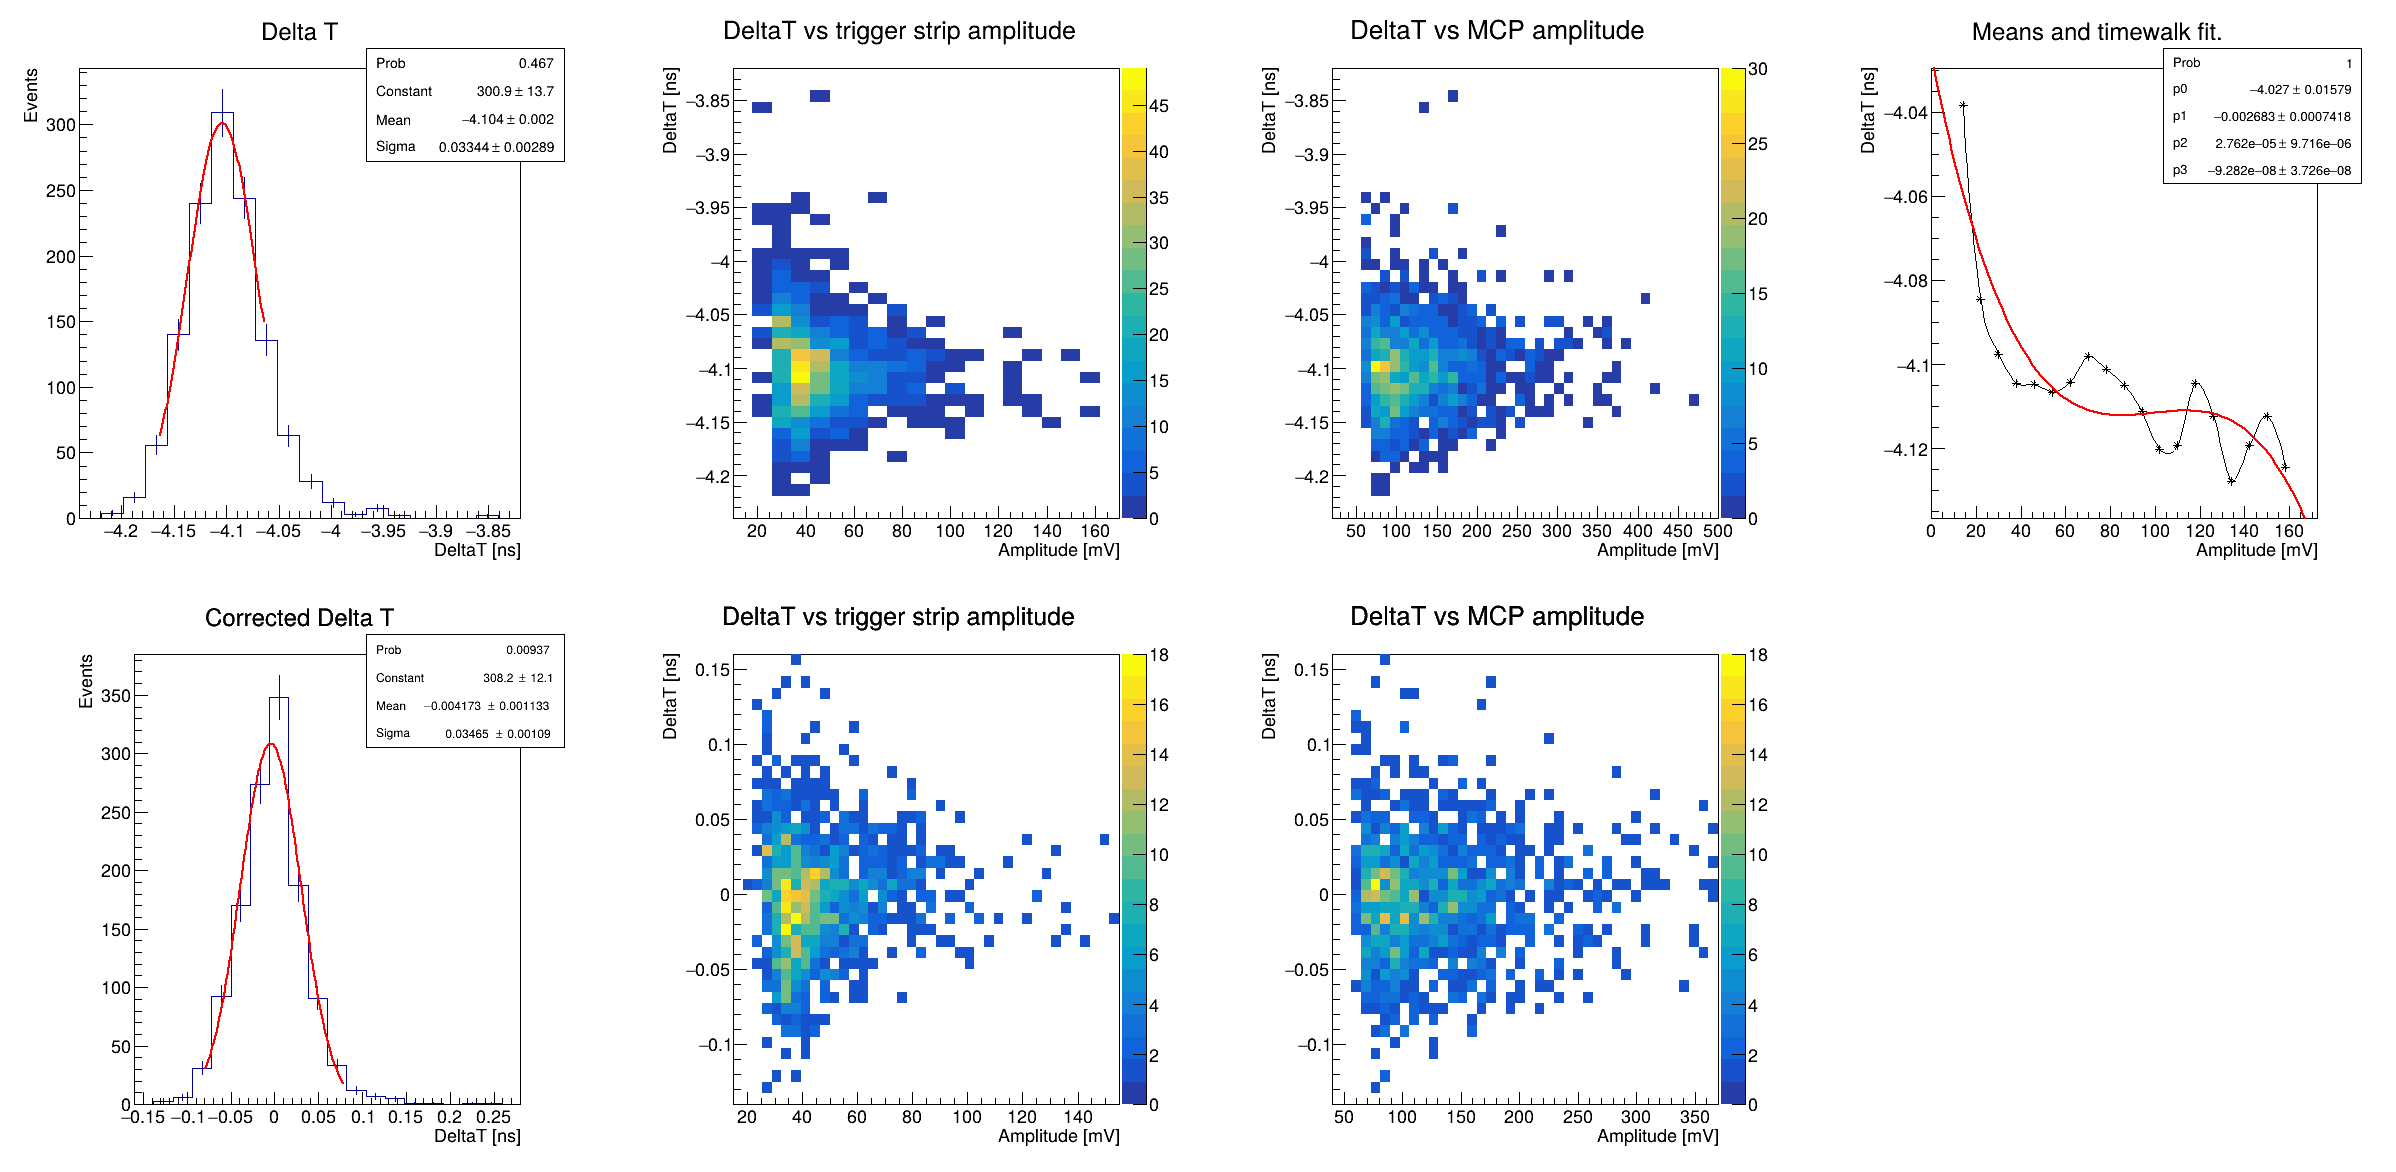 Delta T
Events
Prob 0.467
Constant 300.9 ± 13.7
Mean −4.104 ± 0.002
Sigma 0.03344 ± 0.00289
300
250
200
150
100
50
0
−4.2 −4.15 −4.1 −4.05 −4 −3.95 −3.9 −3.85
DeltaT [ns]
DeltaT vs trigger strip amplitude
DeltaT [ns]
−3.85
−3.9
−3.95
−4
−4.05
−4.1
−4.15
−4.2
20 40 60 80 100 120 140 160
Amplitude [mV]
45
40
35
30
25
20
15
10
5
0
DeltaT vs MCP amplitude
DeltaT [ns]
−3.85
−3.9
−3.95
−4
−4.05
−4.1
−4.15
−4.2
50 100 150 200 250 300 350 400 450 500
Amplitude [mV]
30
25
20
15
10
5
0
Means and timewalk fit.
DeltaT [ns]
Prob 1
p0 −4.027 ± 0.01579
p1 −0.002683 ± 0.0007418
p2 2.762e−05 ± 9.716e−06
p3 −9.282e−08 ± 3.726e−08
−4.04
−4.06
−4.08
−4.1
−4.12
0 20 40 60 80 100 120 140 160
Amplitude [mV]
Corrected Delta T
Events
Prob 0.00937
Constant 308.2 ± 12.1
Mean −0.004173 ± 0.001133
Sigma 0.03465 ± 0.00109
350
300
250
200
150
100
50
0
−0.15 −0.1 −0.05 0 0.05 0.1 0.15 0.2 0.25
DeltaT [ns]
DeltaT vs trigger strip amplitude
DeltaT [ns]
0.15
0.1
0.05
0
−0.05
−0.1
20 40 60 80 100 120 140
Amplitude [mV]
18
16
14
12
10
8
6
4
2
0
DeltaT vs MCP amplitude
DeltaT [ns]
0.15
0.1
0.05
0
−0.05
−0.1
50 100 150 200 250 300 350
Amplitude [mV]
18
16
14
12
10
8
6
4
2
0